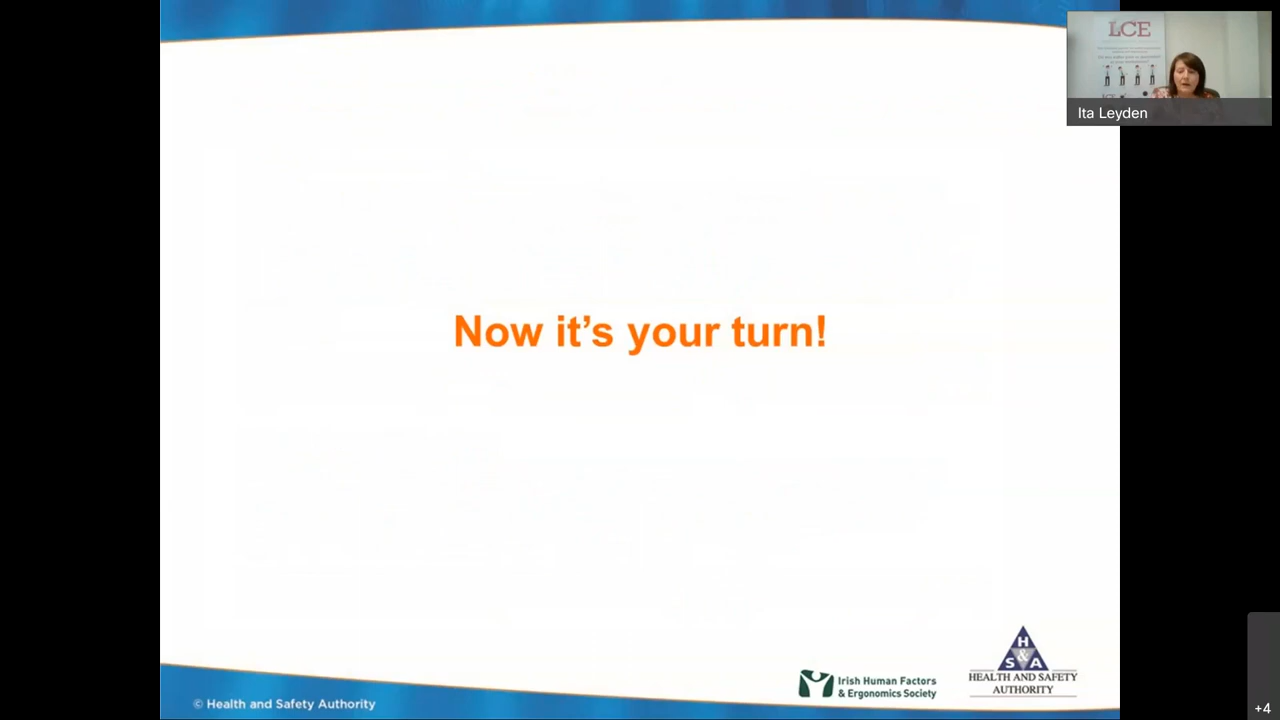 LCE
Ita Leyden
Now it's your turn!
Irish Human Factors
& Ergonomics Society
H
S & A
HEALTH AND SAFETY
AUTHORITY
© Health and Safety Authority
+4